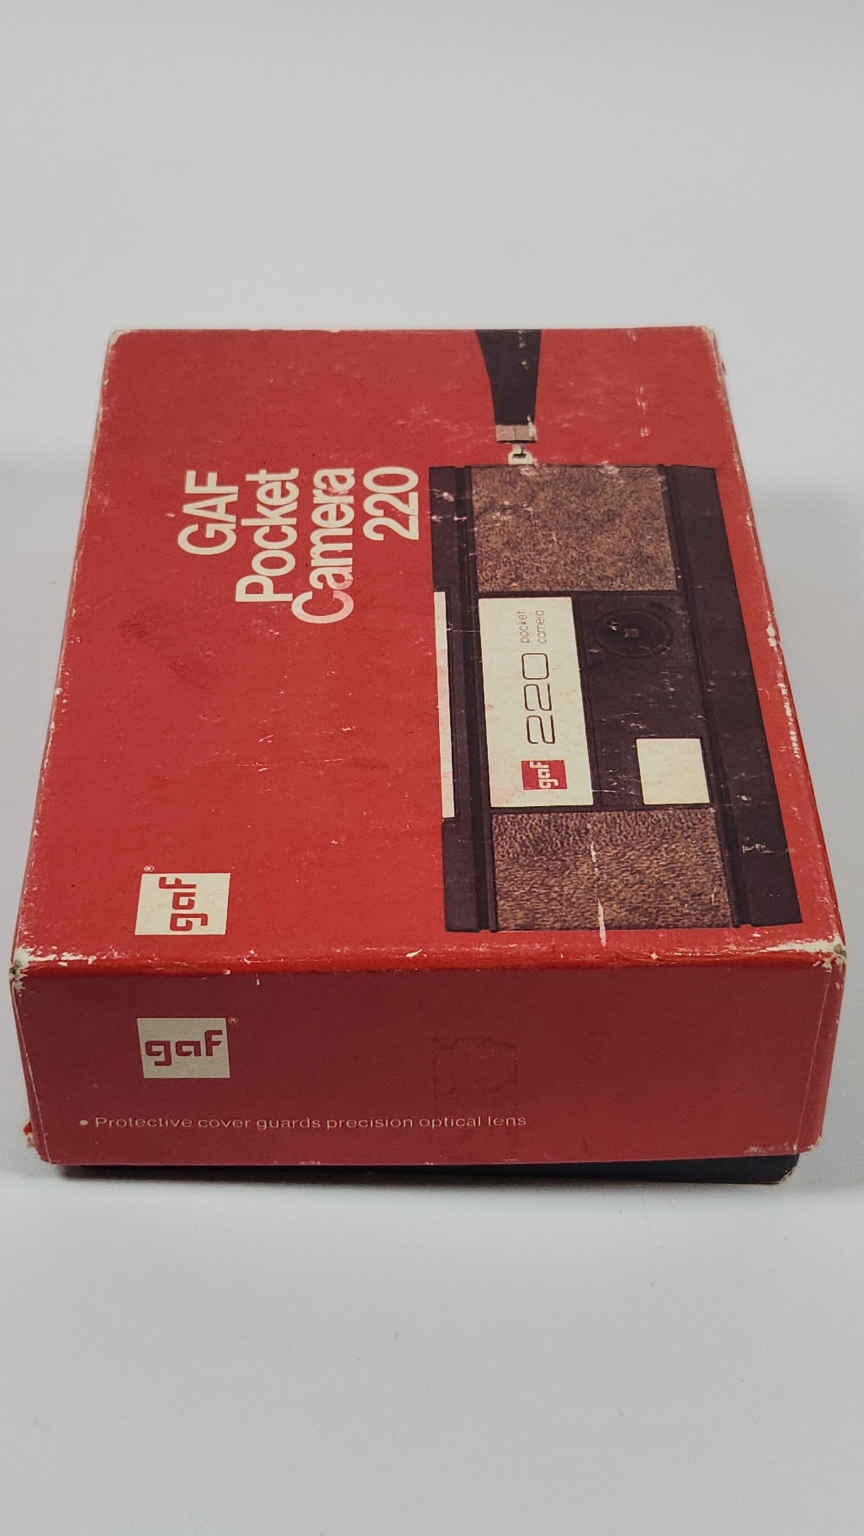 GAF
Pocket
Camera
220
gaf 220 pocket
camera
gaf®
gaf®
• Protective cover guards precision optical lens